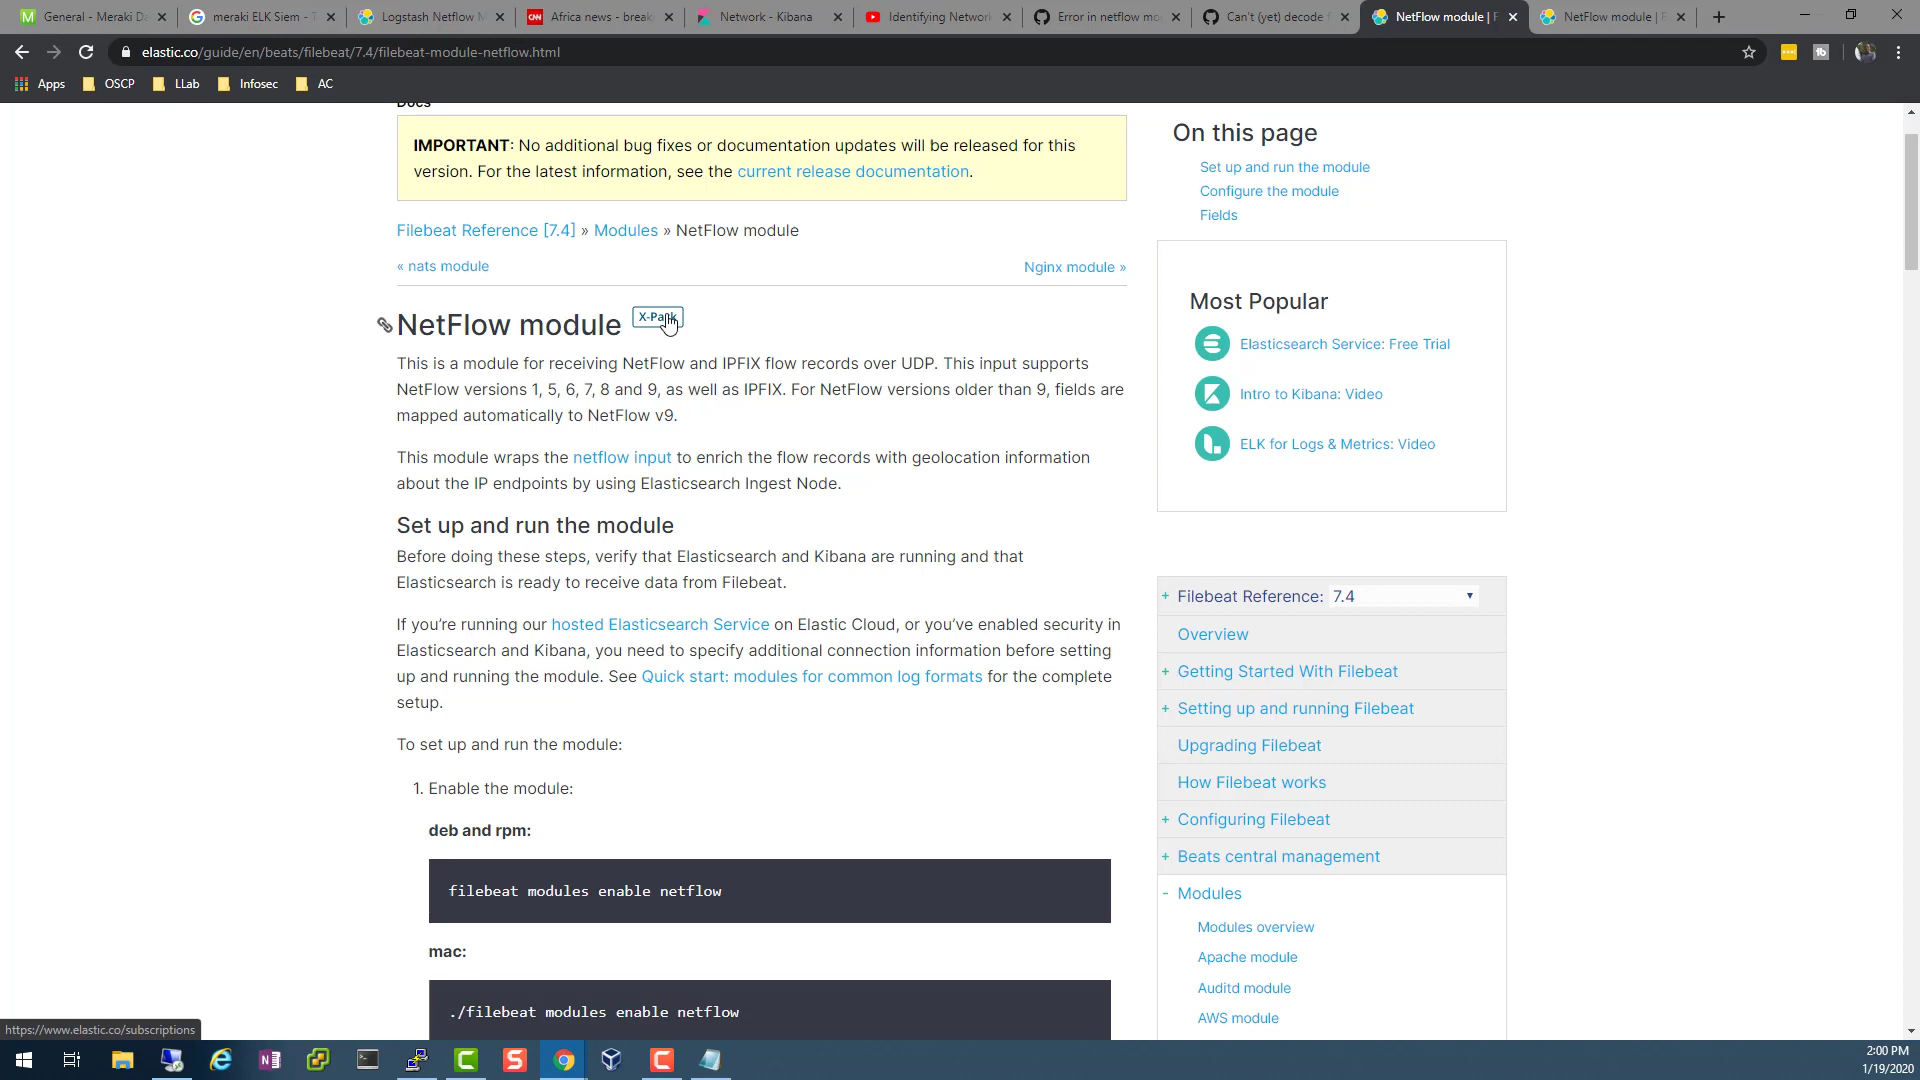 General - Meraki Da
meraki ELK Siem - T
Logstash Netflow M
Africa news - breaki
Network - Kibana
Identifying Network
Error in netflow mo
Can't (yet) decode f
NetFlow module | F
NetFlow module | F
elastic.co/guide/en/beats/filebeat/7.4/filebeat-module-netflow.html
Apps
OSCP
LLab
Infosec
AC
Docs
IMPORTANT: No additional bug fixes or documentation updates will be released for this
version. For the latest information, see the current release documentation.
Filebeat Reference [7.4] » Modules » NetFlow module
« nats module
Nginx module »
NetFlow module
X-Pack
This is a module for receiving NetFlow and IPFIX flow records over UDP. This input supports
NetFlow versions 1, 5, 6, 7, 8 and 9, as well as IPFIX. For NetFlow versions older than 9, fields are
mapped automatically to NetFlow v9.
This module wraps the netflow input to enrich the flow records with geolocation information
about the IP endpoints by using Elasticsearch Ingest Node.
Set up and run the module
Before doing these steps, verify that Elasticsearch and Kibana are running and that
Elasticsearch is ready to receive data from Filebeat.
If you’re running our hosted Elasticsearch Service on Elastic Cloud, or you’ve enabled security in
Elasticsearch and Kibana, you need to specify additional connection information before setting
up and running the module. See Quick start: modules for common log formats for the complete
setup.
To set up and run the module:
1. Enable the module:
deb and rpm:
filebeat modules enable netflow
mac:
./filebeat modules enable netflow
On this page
Set up and run the module
Configure the module
Fields
Most Popular
Elasticsearch Service: Free Trial
Intro to Kibana: Video
ELK for Logs & Metrics: Video
+ Filebeat Reference: 7.4
Overview
+ Getting Started With Filebeat
+ Setting up and running Filebeat
Upgrading Filebeat
How Filebeat works
+ Configuring Filebeat
+ Beats central management
- Modules
Modules overview
Apache module
Auditd module
AWS module
https://www.elastic.co/subscriptions
2:00 PM
1/19/2020